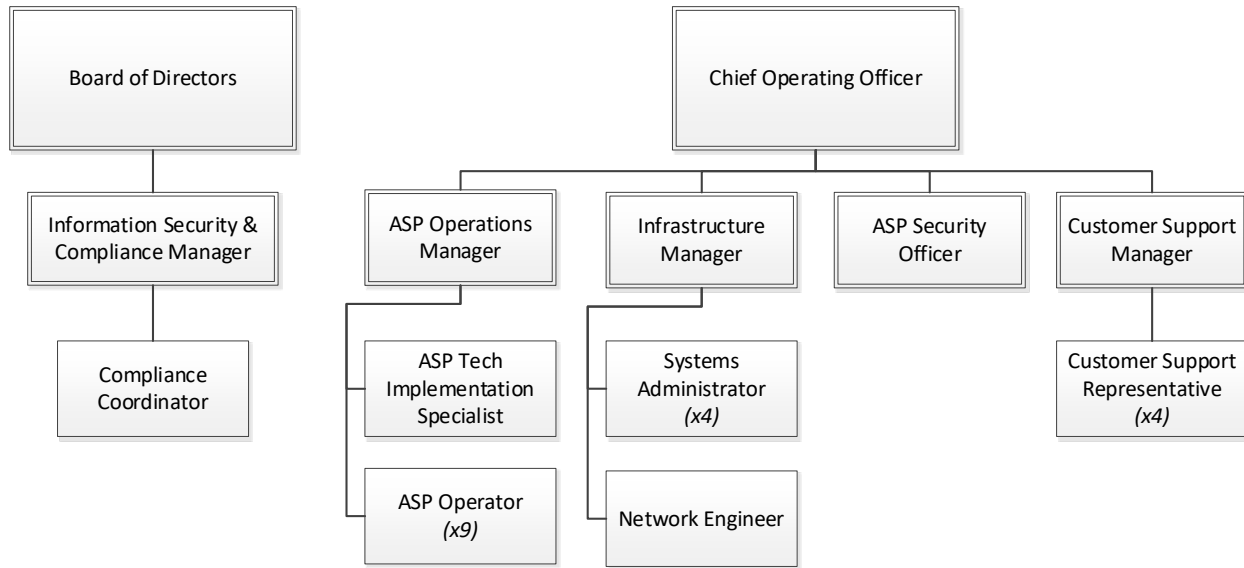 Board of Directors
Chief Operating Officer
Information Security &
Compliance Manager
ASP Operations
Manager
Infrastructure
Manager
ASP Security
Officer
Customer Support
Manager
Compliance
Coordinator
ASP Tech
Implementation
Specialist
Systems
Administrator
(x4)
Customer Support
Representative
(x4)
ASP Operator
(x9)
Network Engineer